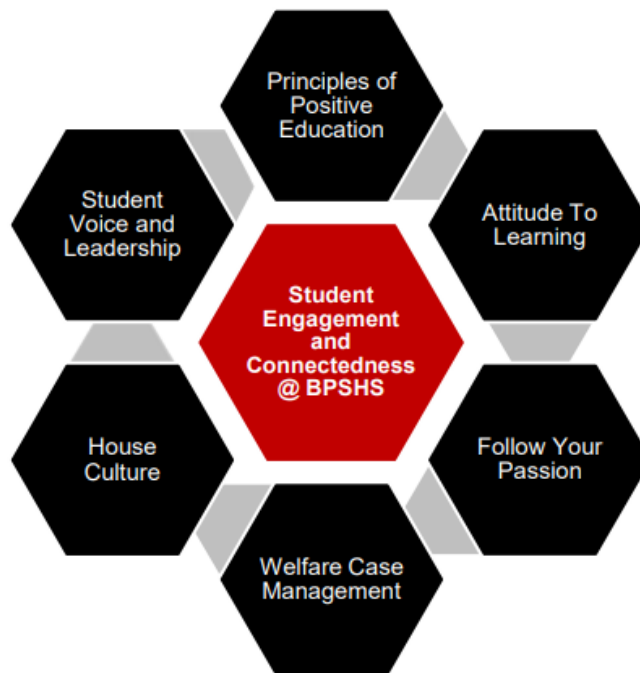 Principles of
Positive
Education
Student
Voice and
Leadership
Attitude To
Learning
Student
Engagement
and
Connectedness
@ BPSHS
House
Culture
Follow Your
Passion
Welfare Case
Management